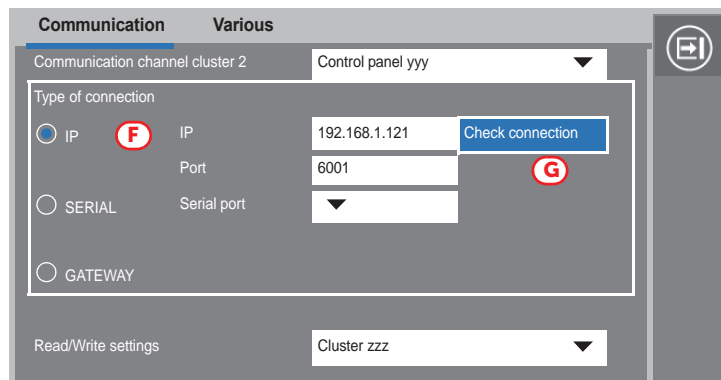 Communication Various
Communication channel cluster 2 Control panel yyy
Type of connection
IP F IP 192.168.1.121 Check connection
Port 6001 G
SERIAL Serial port
GATEWAY
Read/Write settings Cluster zzz